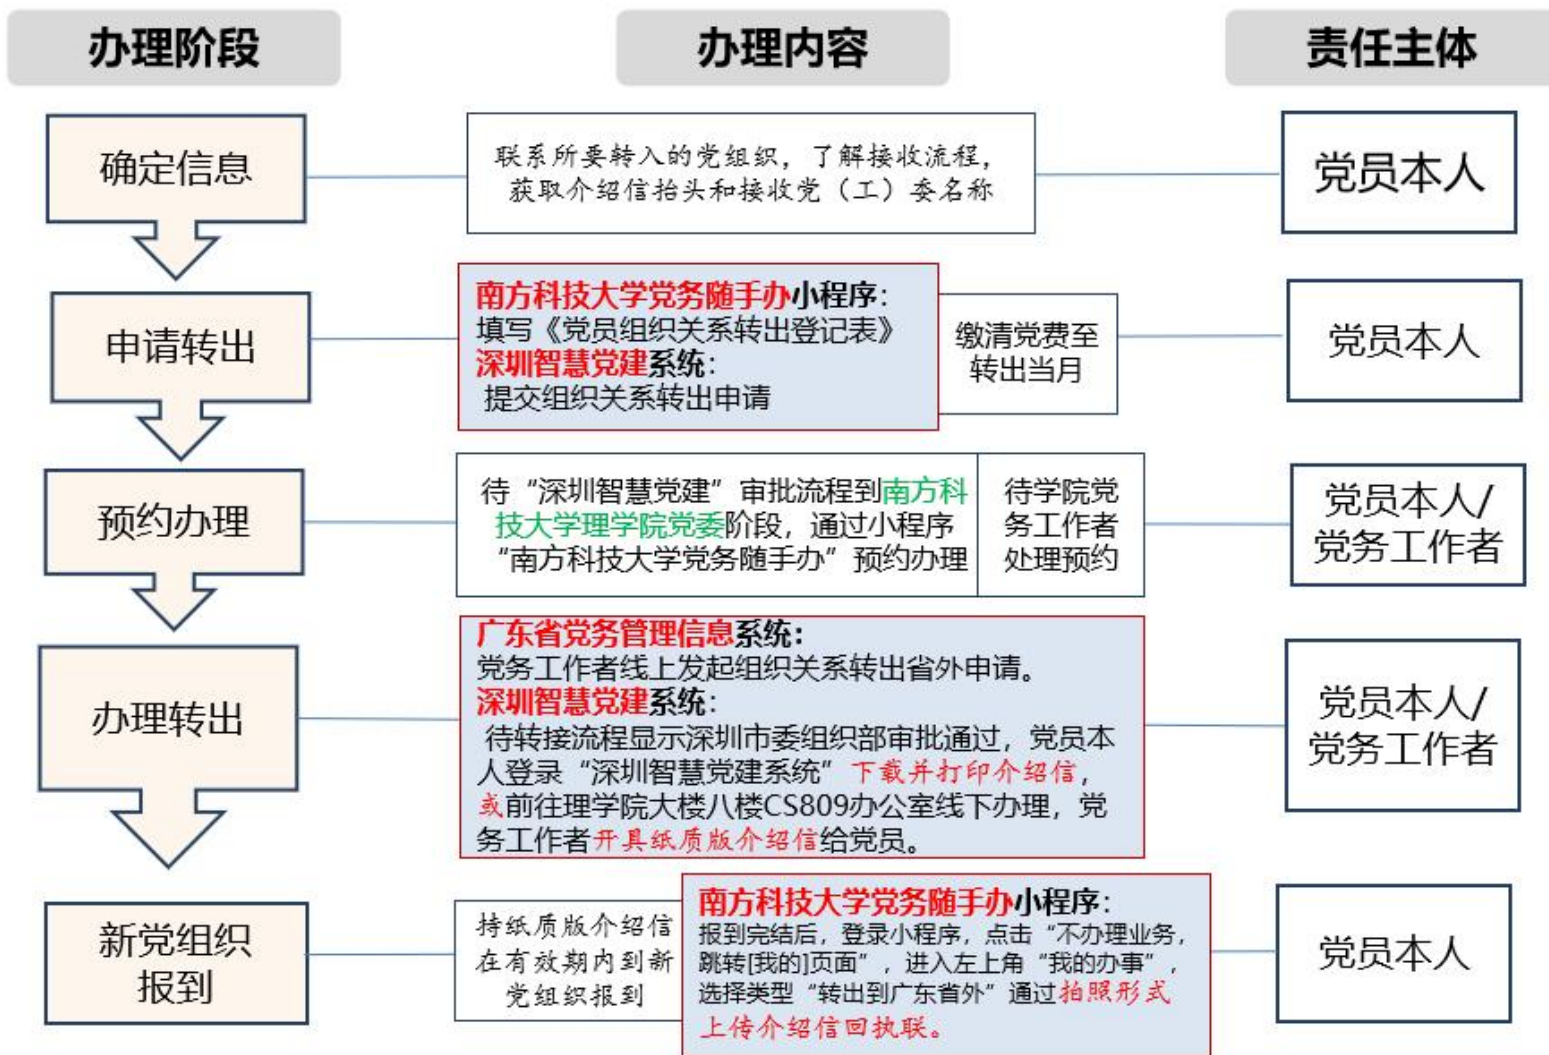 办理阶段
办理内容
责任主体
确定信息
联系所要转入的党组织，了解接收流程，
获取介绍信抬头和接收党（工）委名称
党员本人
申请转出
南方科技大学党务随手办小程序：
填写《党员组织关系转出登记表》
深圳智慧党建系统：
提交组织关系转出申请
缴清党费至
转出当月
党员本人
预约办理
待“深圳智慧党建”审批流程到南方科
技大学理学院党委阶段，通过小程序
“南方科技大学党务随手办”预约办理
待学院党
务工作者
处理预约
党员本人/
党务工作者
办理转出
广东省党务管理信息系统：
党务工作者线上发起组织关系转出省外申请。
深圳智慧党建系统：
待转接流程显示深圳市委组织部审批通过，党员本
人登录“深圳智慧党建系统”下载并打印介绍信，
或前往理学院大楼八楼CS809办公室线下办理，党
务工作者开具纸质版介绍信给党员。
党员本人/
党务工作者
新党组织
报到
持纸质版介绍信
在有效期内到新
党组织报到
南方科技大学党务随手办小程序：
报到完结后，登录小程序，点击“不办理业务，
跳转[我的]页面”，进入左上角“我的办事”，
选择类型“转出到广东省外”通过拍照形式
上传介绍信回执联。
党员本人